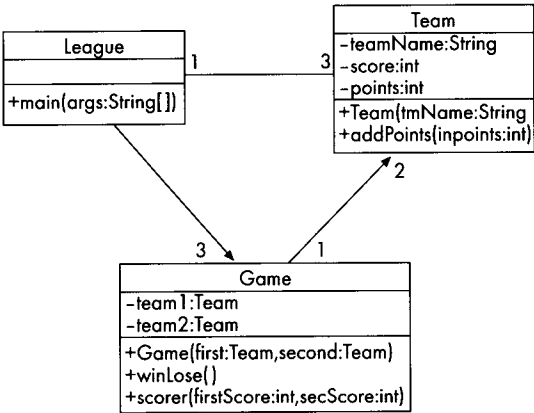 League
+main(args:String[])
1
3
Team
-teamName:String
-score:int
-points:int
+Team(tmName:String
+addPoints(inpoints:int)
2
3
1
Game
-team1:Team
-team2:Team
+Game(first:Team,second:Team)
+winLose()
+scorer(firstScore:int,secScore:int)